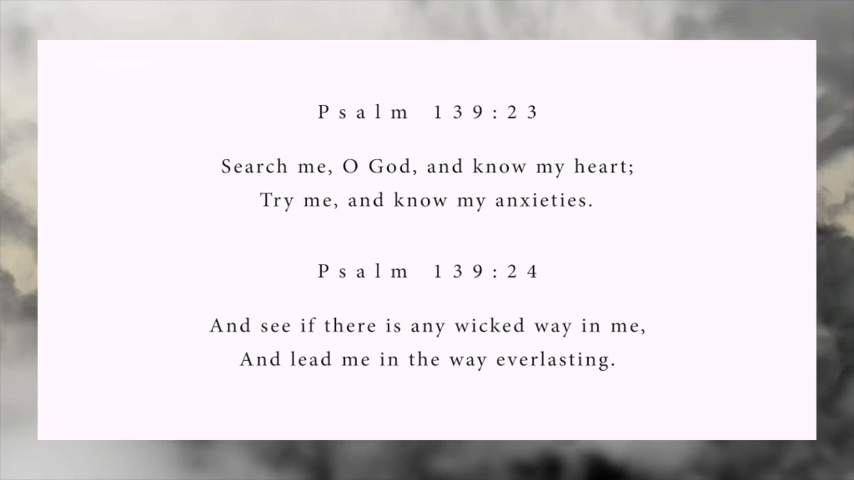 Psalm 139:23
Search me, O God, and know my heart;
Try me, and know my anxieties.
Psalm 139:24
And see if there is any wicked way in me,
And lead me in the way everlasting.